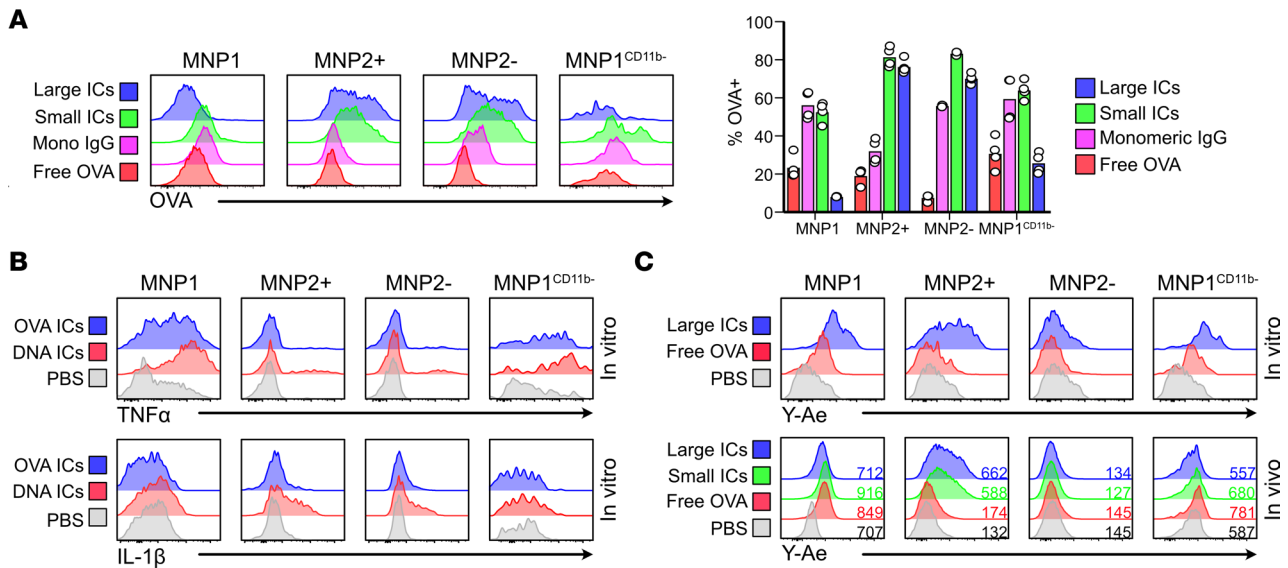 A
MNP1 MNP2+ MNP2- MNP1CD11b-
Large ICs
Small ICs
Mono IgG
Free OVA
OVA
100
80
60
40
20
0
% OVA+
MNP1 MNP2+ MNP2- MNP1CD11b-
Large ICs
Small ICs
Monomeric IgG
Free OVA
B
MNP1 MNP2+ MNP2- MNP1CD11b-
OVA ICs
DNA ICs
PBS
TNFα
In vitro
OVA ICs
DNA ICs
PBS
IL-1β
In vitro
C
MNP1 MNP2+ MNP2- MNP1CD11b-
Large ICs
Free OVA
PBS
Y-Ae
In vitro
Large ICs 712 662 134 557
Small ICs 916 588 127 680
Free OVA 849 174 145 781
PBS 707 132 145 587
Y-Ae
In vivo